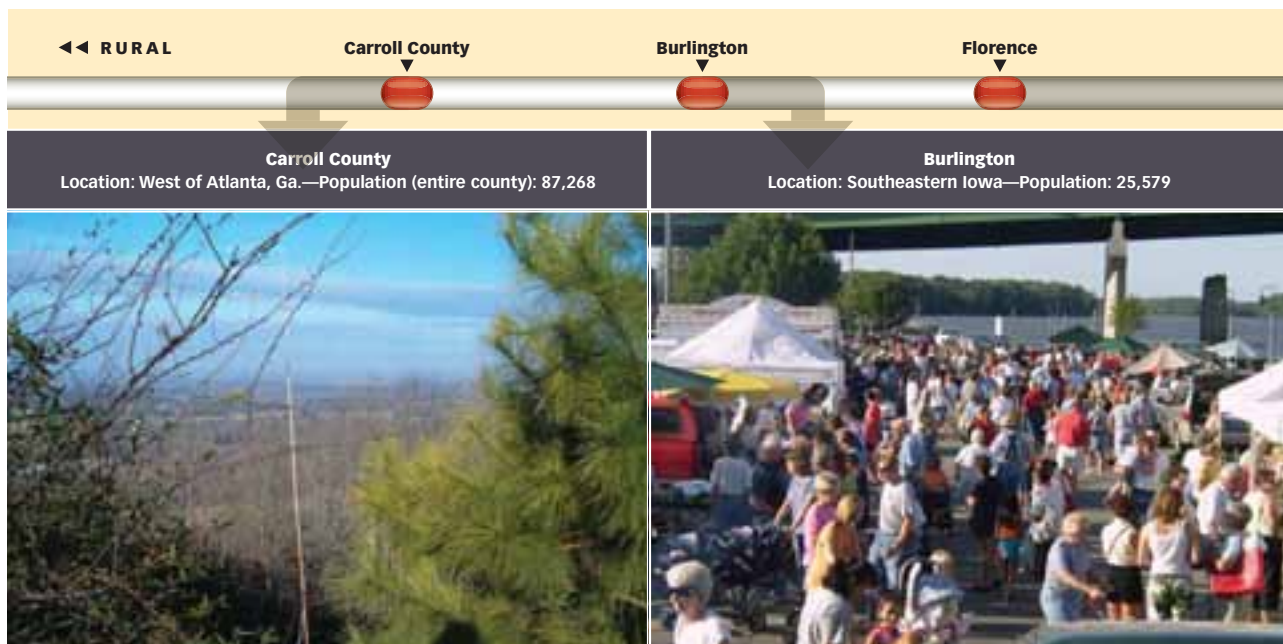 ◄◄ RURAL
Carroll County
Burlington
Florence
Carroll County
Location: West of Atlanta, Ga.—Population (entire county): 87,268
Burlington
Location: Southeastern Iowa—Population: 25,579